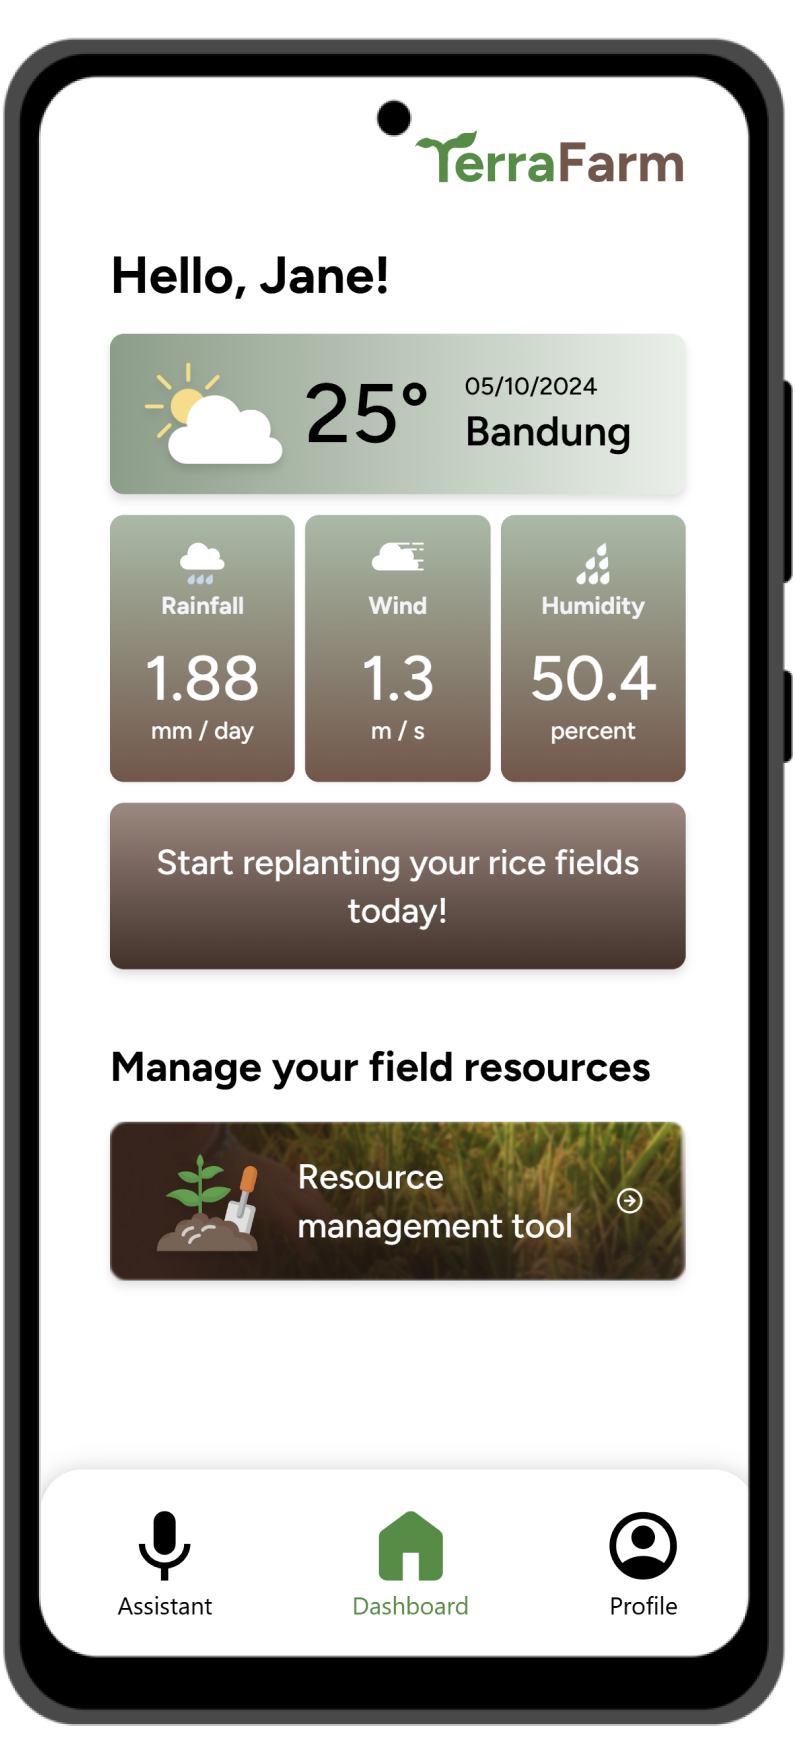 TerraFarm
Hello, Jane!
25°
05/10/2024
Bandung
Rainfall
1.88
mm / day
Wind
1.3
m / s
Humidity
50.4
percent
Start replanting your rice fields
today!
Manage your field resources
Resource
management tool
Assistant
Dashboard
Profile